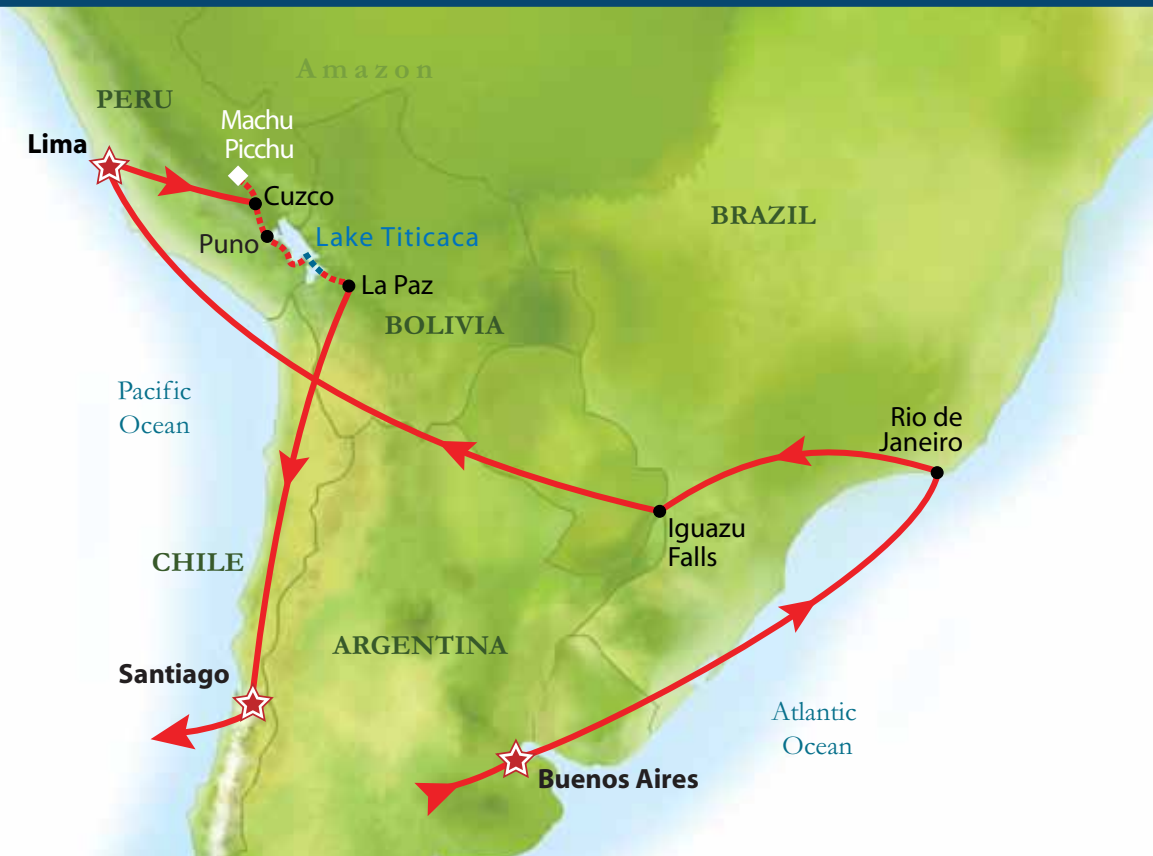 Amazon
PERU
Machu
Picchu
Lima
Cuzco
BRAZIL
Puno
Lake Titicaca
La Paz
BOLIVIA
Pacific
Ocean
Rio de
Janeiro
Iguazu
Falls
CHILE
ARGENTINA
Santiago
Atlantic
Ocean
Buenos Aires